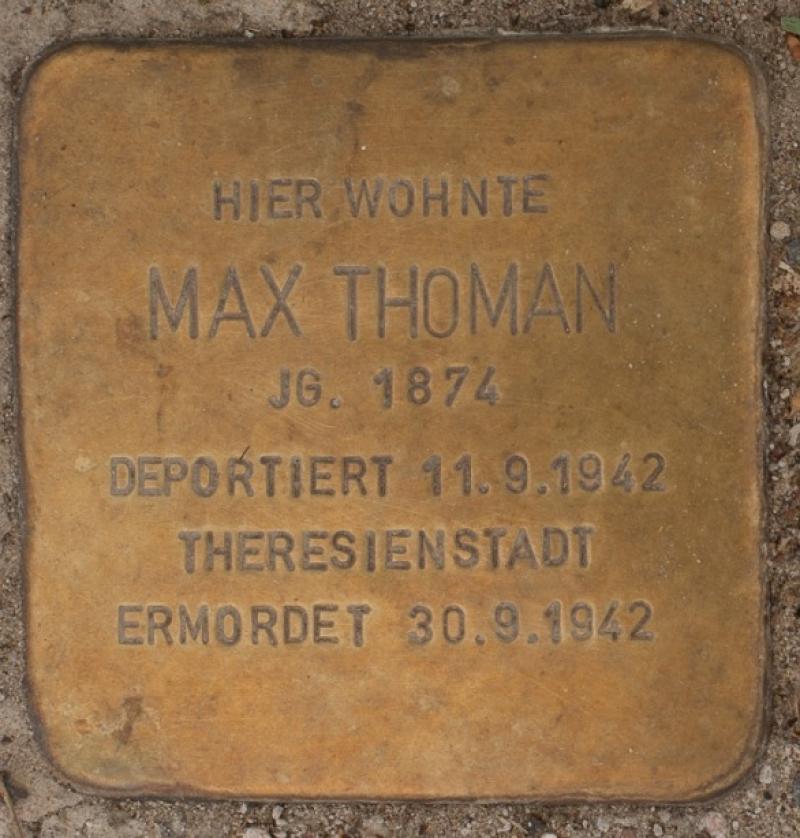 HIER WOHNTE
MAX THOMAN
JG. 1874
DEPORTIERT 11.9.1942
THERESIENSTADT
ERMORDET 30.9.1942